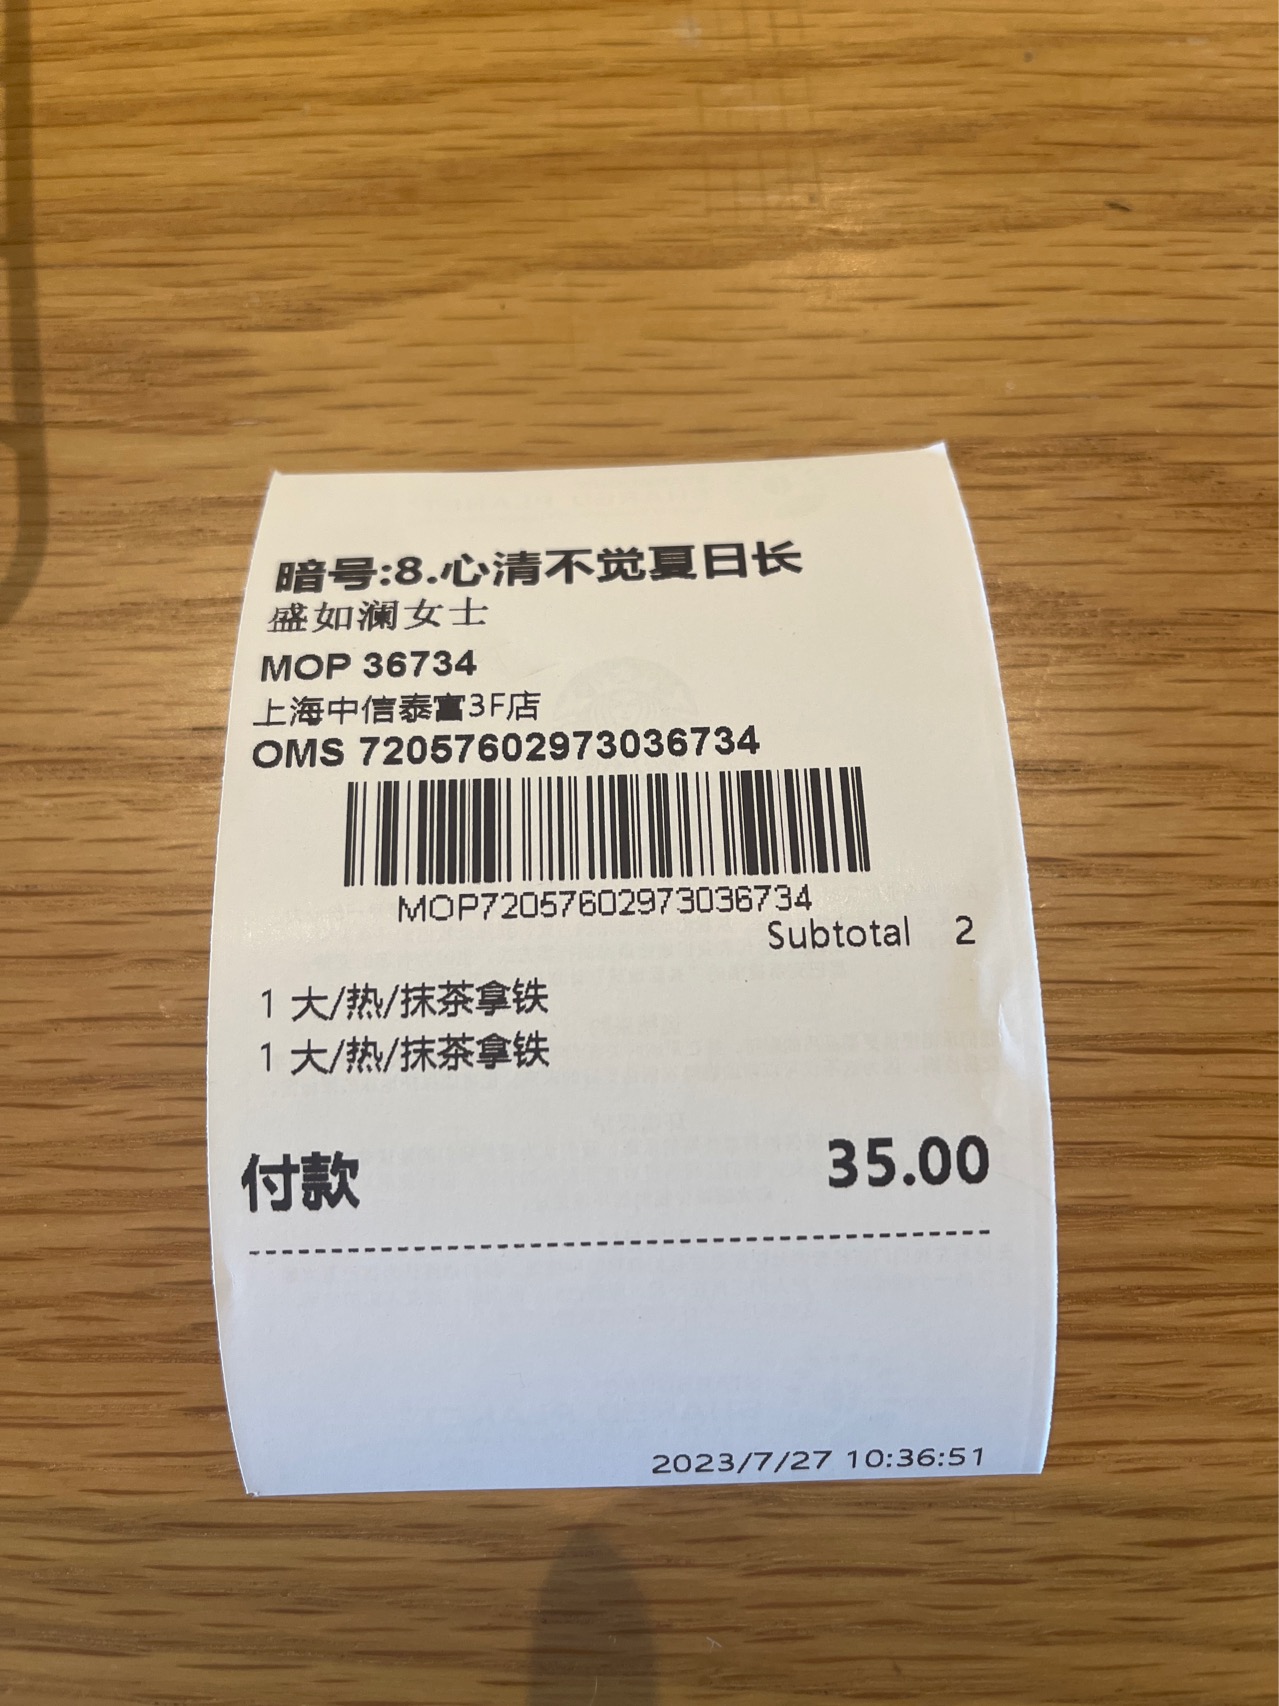 暗号:8.心清不觉夏日长
盛如澜女士
MOP 36734
上海中信泰富3F店
OMS 72057602973036734
MOP72057602973036734
Subtotal 2
1 大/热/抹茶拿铁
1 大/热/抹茶拿铁
付款 35.00
2023/7/27 10:36:51